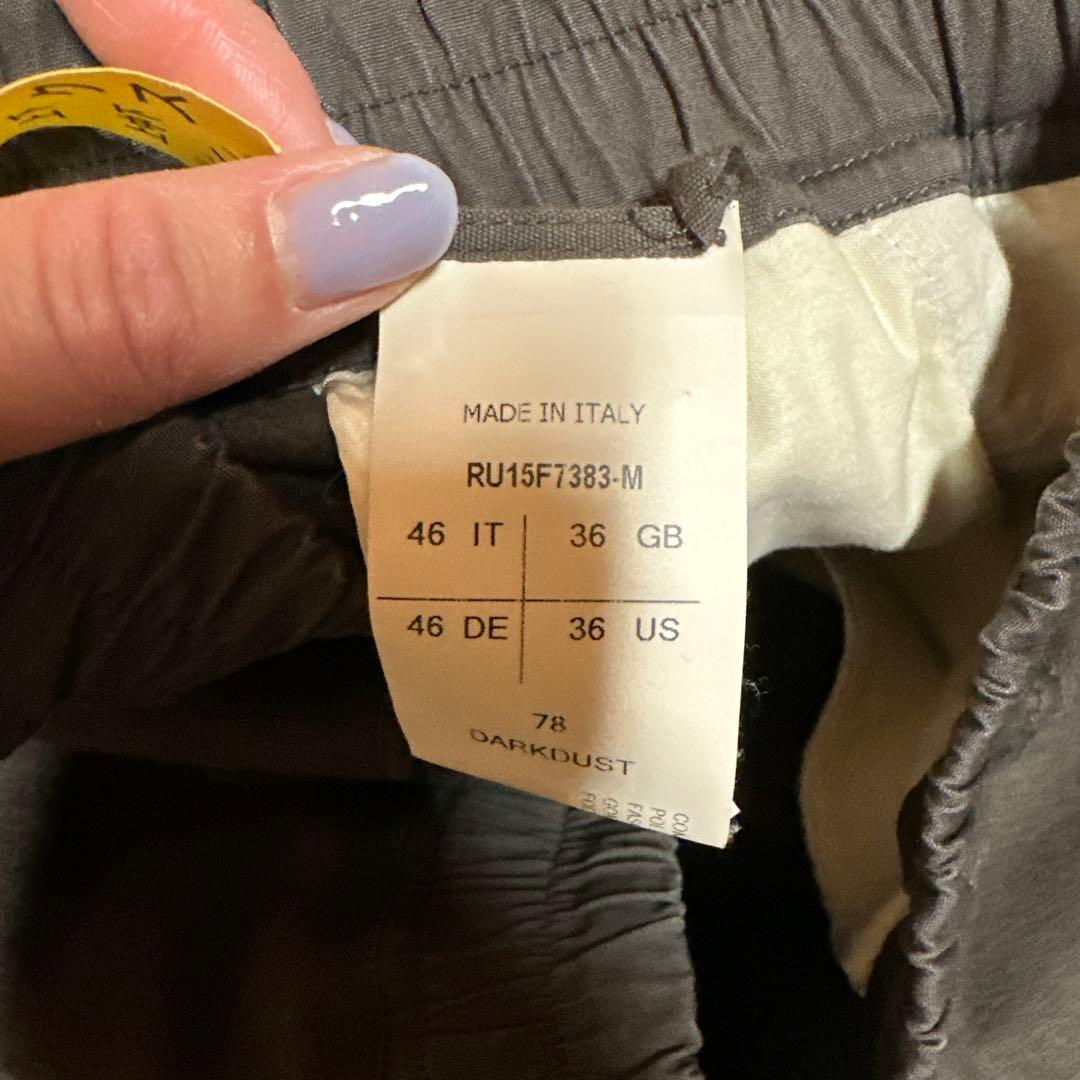 MADE IN ITALY
RU15F7383-M
46 IT 36 GB
46 DE 36 US
78
DARKDUST